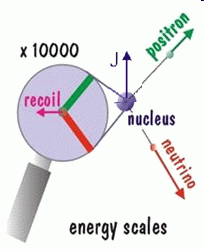 x 10000
J
positron
recoil
nucleus
neutrino
energy scales